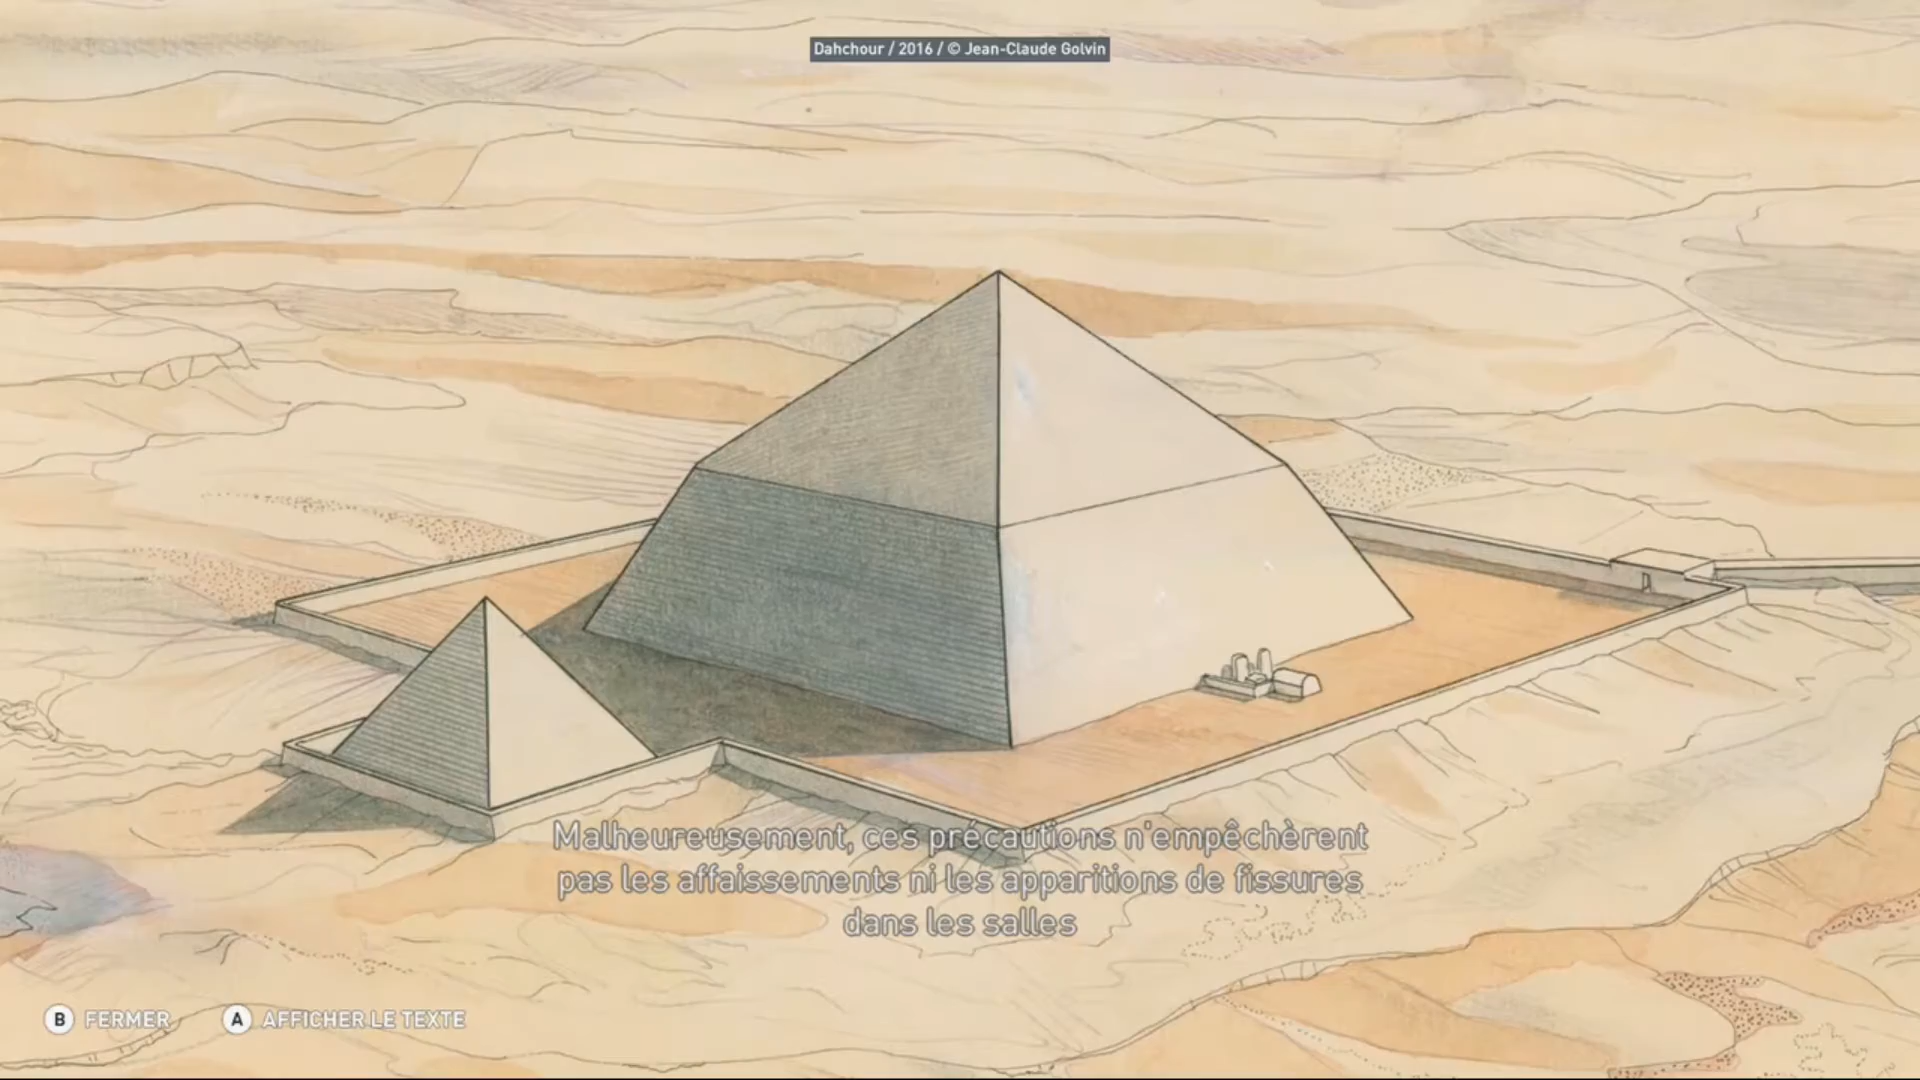 Dahchour / 2016 / © Jean-Claude Golvin
Malheureusement, ces précautions n'empêchèrent
pas les affaissements ni les apparitions de fissures
dans les salles
B FERMER A AFFICHER LE TEXTE